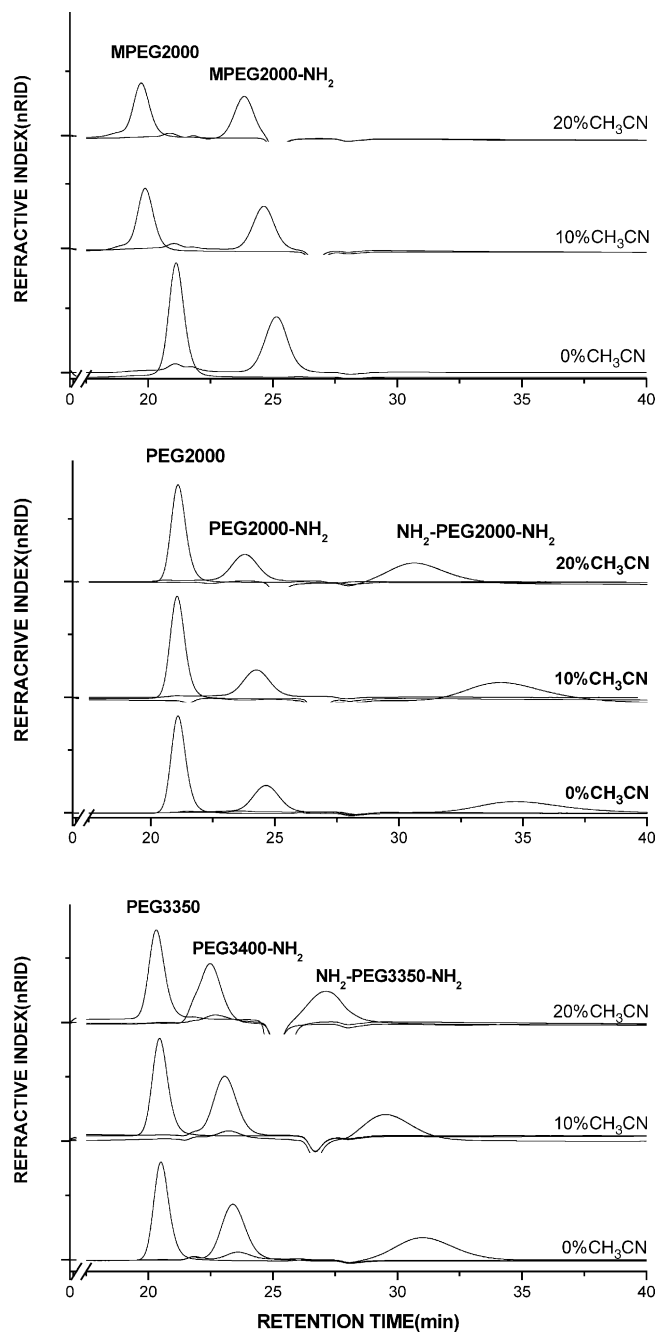 MPEG2000
MPEG2000-NH2
20%CH3CN
10%CH3CN
0%CH3CN
REFRACTIVE INDEX(nRID)
0 20 25 30 35 40
PEG2000
PEG2000-NH2
NH2-PEG2000-NH2
20%CH3CN
10%CH3CN
0%CH3CN
REFRACRIVE INDEX(nRID)
0 20 25 30 35 40
PEG3350
PEG3400-NH2
NH2-PEG3350-NH2
20%CH3CN
10%CH3CN
0%CH3CN
REFRACTIVE INDEX(nRID)
0 20 25 30 35 40
RETENTION TIME(min)